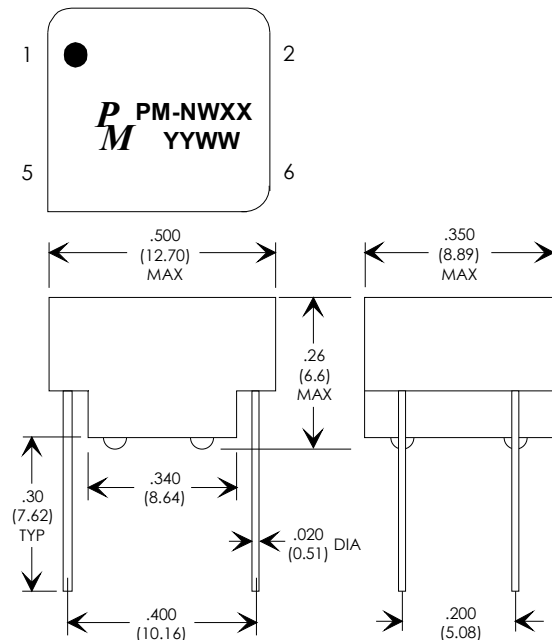 1
2
P PM-NWXX
M YYWW
5
6
.500
(12.70)
MAX
.350
(8.89)
MAX
.26
(6.6)
MAX
.340
(8.64)
.30
(7.62)
TYP
.020
(0.51) DIA
.400
(10.16)
.200
(5.08)